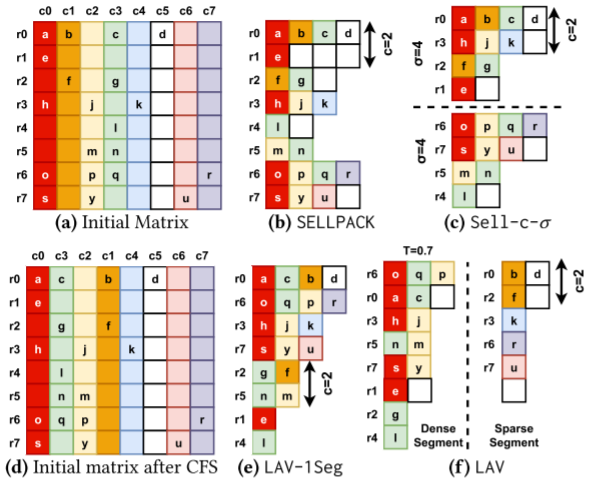 c0 c1 c2 c3 c4 c5 c6 c7
r0 a b c d
r1 e
r2 f g
r3 h j k
r4 l
r5 m n
r6 o p q r
r7 s y u
(a) Initial Matrix
r0 a b c d
r1 e
r2 f g
r3 h j k
r4 l
r5 m n
r6 o p q r
r7 s y u
c=2
(b) SELLPACK
σ=4
r0 a b c d
r3 h j k
r2 f g
r1 e
c=2
σ=4
r6 o p q r
r7 s y u
r5 m n
r4 l
(c) Sell-c-σ
c0 c3 c2 c1 c4 c5 c6 c7
r0 a c b d
r1 e
r2 g f
r3 h j k
r4 l
r5 n m
r6 o q p r
r7 s y u
(d) Initial matrix after CFS
r0 a c b d
r6 o q p r
r3 h j k
r7 s y u
r2 g f
r5 n m
r1 e
r4 l
c=2
(e) LAV-1Seg
T=0.7
r6 o q p
r0 a c
r3 h j
r5 n m
r7 s y
r1 e
r2 g
r4 l
Dense
Segment
r0 b d
r2 f
r3 k
r6 r
r7 u
c=2
Sparse
Segment
(f) LAV